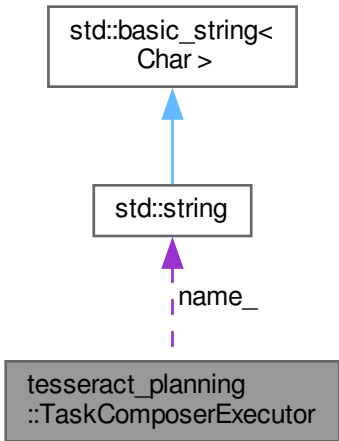 std::basic_string<
Char >
std::string
name_
tesseract_planning
::TaskComposerExecutor